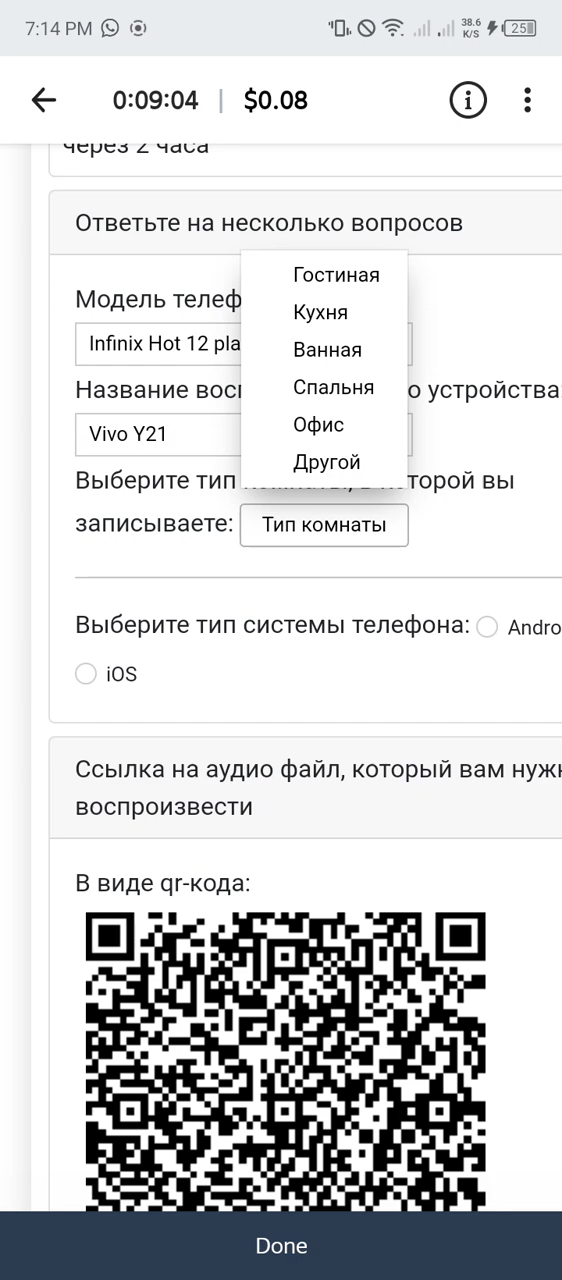 7:14 PM 38.6 K/S 25
0:09:04 | $0.08
через 2 часа
Ответьте на несколько вопросов
Гостиная
Модель телеф
Кухня
Infinix Hot 12 pla
Ванная
Название восп
Спальня
о устройства:
Vivo Y21
Офис
Другой
Выберите тип комнаты, в которой вы
записываете: Тип комнаты
Выберите тип системы телефона: Andro
iOS
Ссылка на аудио файл, который вам нужн
воспроизвести
В виде qr-кода:
Done